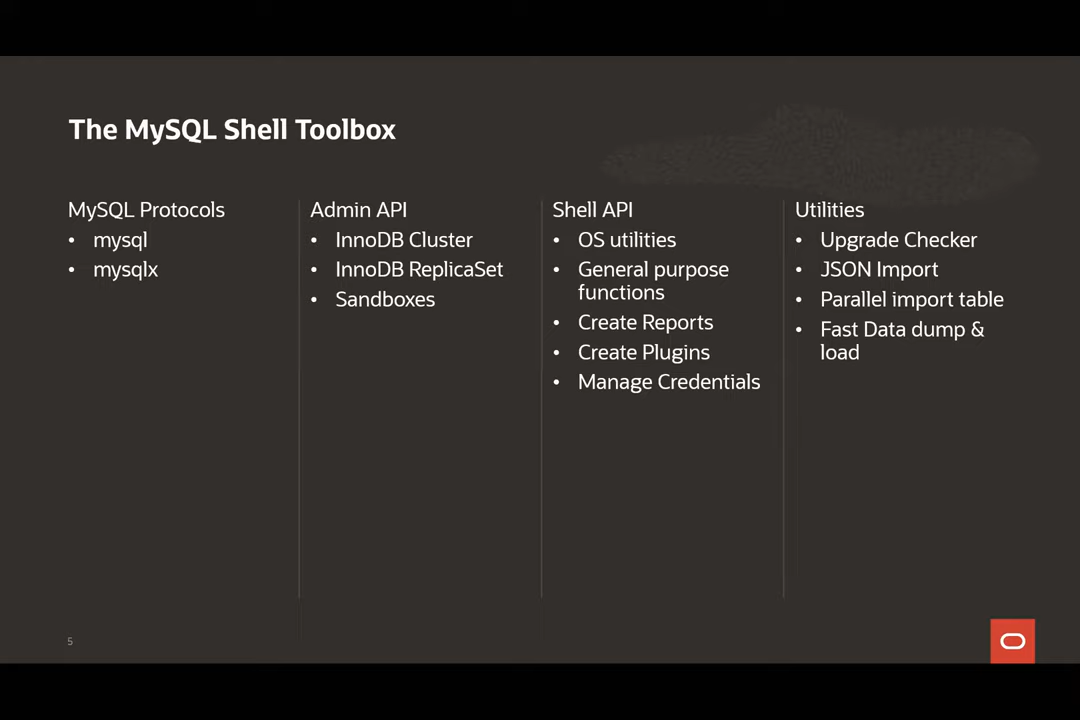 The MySQL Shell Toolbox
MySQL Protocols
• mysql
• mysqlx
Admin API
• InnoDB Cluster
• InnoDB ReplicaSet
• Sandboxes
Shell API
• OS utilities
• General purpose
functions
• Create Reports
• Create Plugins
• Manage Credentials
Utilities
• Upgrade Checker
• JSON Import
• Parallel import table
• Fast Data dump &
load
5